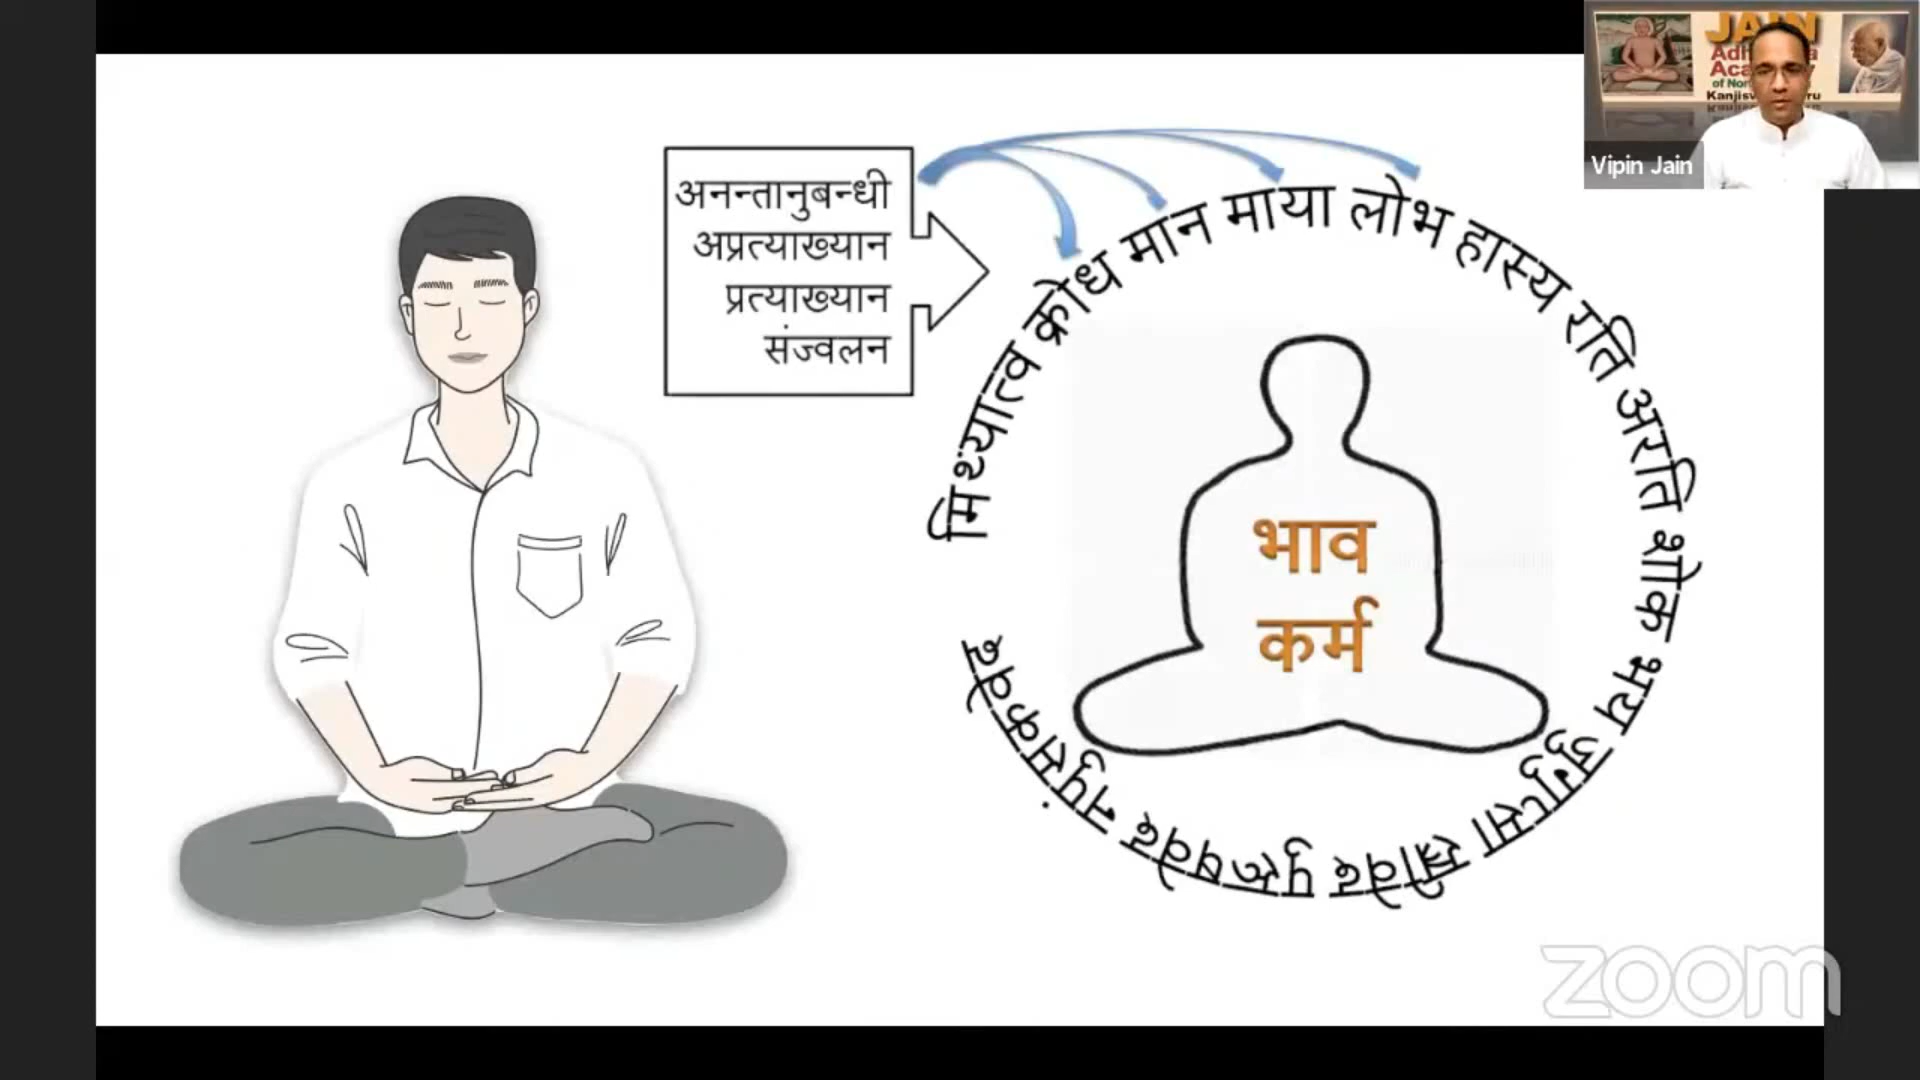 अनन्तानुबन्धी
अप्रत्याख्यान
प्रत्याख्यान
संज्वलन
मिथ्यात्व क्रोध मान माया लोभ हास्य रति अरति शोक भय जुगुप्सा स्त्रीवेद पुरूषवेद नपुंसकवेद
भाव
कर्म
JAIN
Vipin Jain
zoom